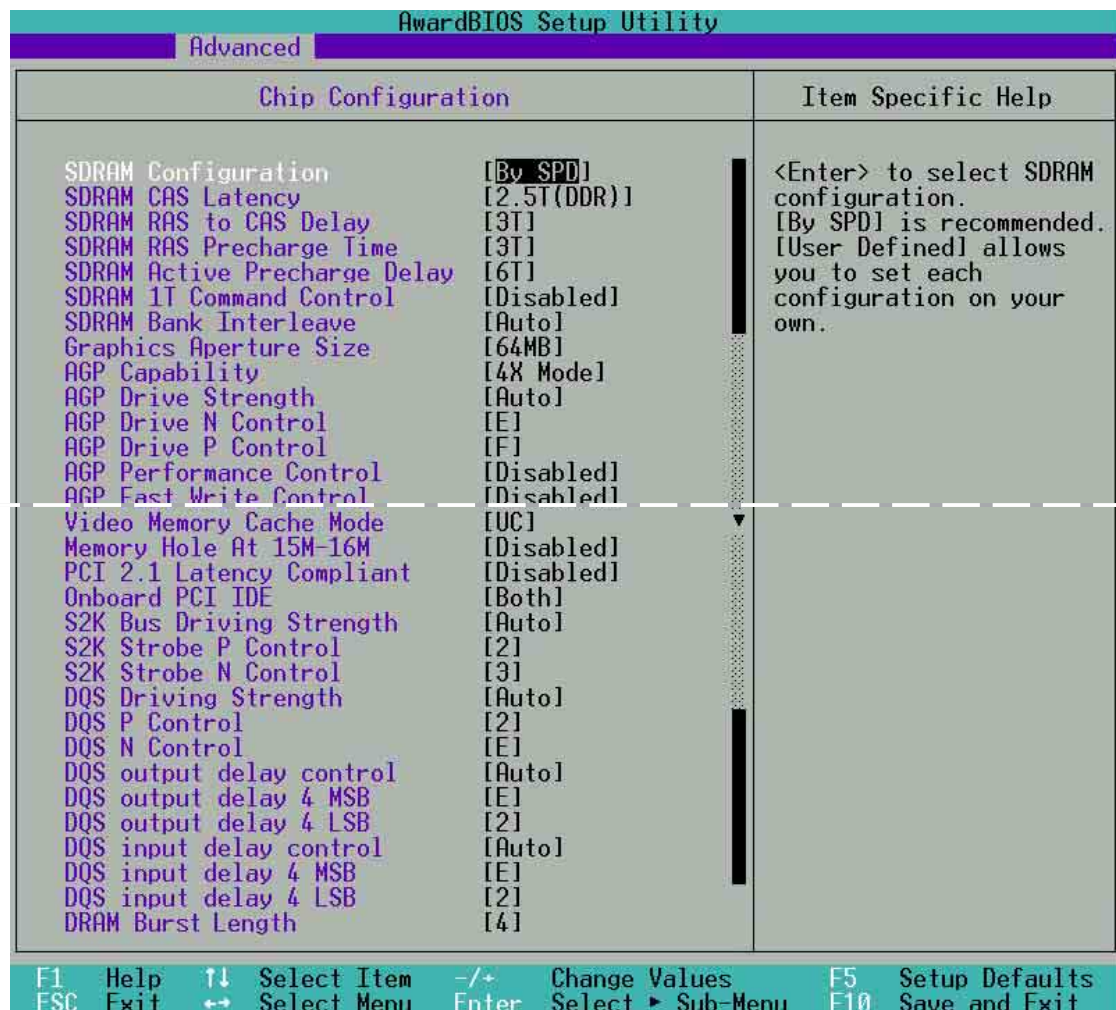 AwardBIOS Setup Utility
Advanced
Chip Configuration
Item Specific Help
SDRAM Configuration [By SPD]
SDRAM CAS Latency [2.5T(DDR)]
SDRAM RAS to CAS Delay [3T]
SDRAM RAS Precharge Time [3T]
SDRAM Active Precharge Delay [6T]
SDRAM 1T Command Control [Disabled]
SDRAM Bank Interleave [Auto]
Graphics Aperture Size [64MB]
AGP Capability [4X Mode]
AGP Drive Strength [Auto]
AGP Drive N Control [E]
AGP Drive P Control [F]
AGP Performance Control [Disabled]
AGP Fast Write Control [Disabled]
Video Memory Cache Mode [UC]
Memory Hole At 15M-16M [Disabled]
PCI 2.1 Latency Compliant [Disabled]
Onboard PCI IDE [Both]
S2K Bus Driving Strength [Auto]
S2K Strobe P Control [2]
S2K Strobe N Control [3]
DQS Driving Strength [Auto]
DQS P Control [2]
DQS N Control [E]
DQS output delay control [Auto]
DQS output delay 4 MSB [E]
DQS output delay 4 LSB [2]
DQS input delay control [Auto]
DQS input delay 4 MSB [E]
DQS input delay 4 LSB [2]
DRAM Burst Length [4]
<Enter> to select SDRAM
configuration.
[By SPD] is recommended.
[User Defined] allows
you to set each
configuration on your
own.
F1 Help ↑↓ Select Item -/+ Change Values F5 Setup Defaults
ESC Exit ←→ Select Menu Enter Select ► Sub-Menu F10 Save and Exit